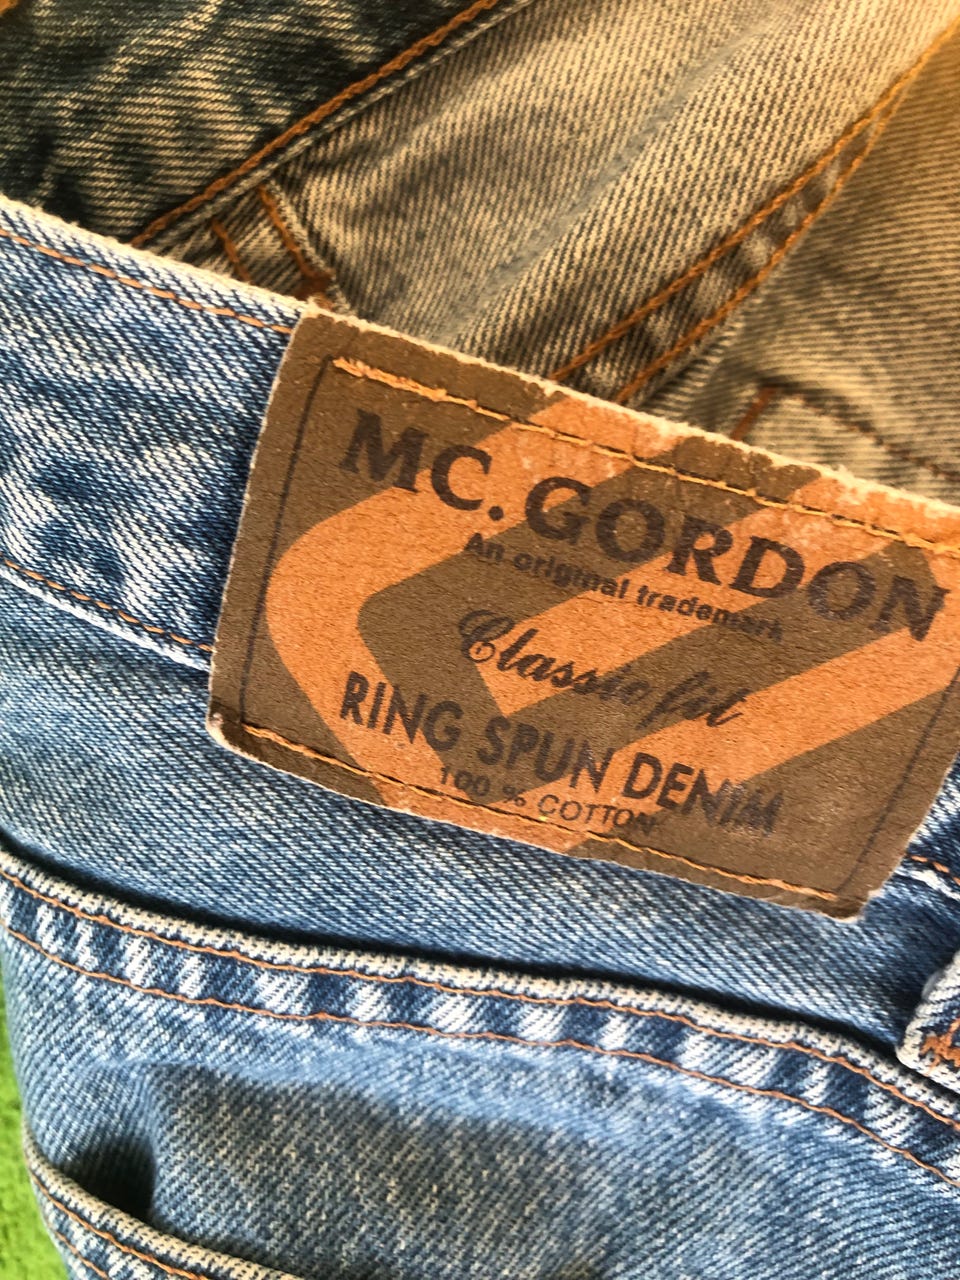 MC. GORDON
An original trademark
Classic fit
RING SPUN DENIM
100 % COTTON